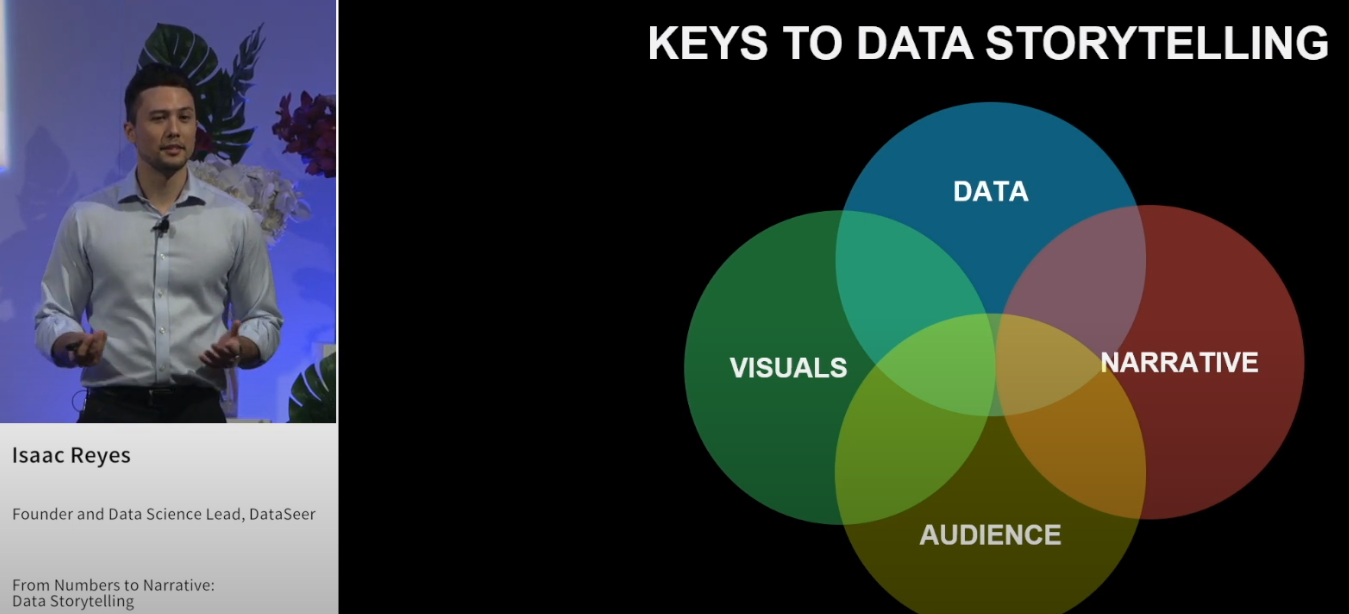 KEYS TO DATA STORYTELLING
DATA
VISUALS
NARRATIVE
AUDIENCE
Isaac Reyes
Founder and Data Science Lead, DataSeer
From Numbers to Narrative:
Data Storytelling